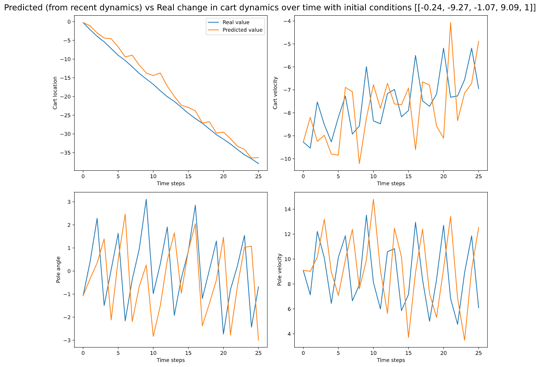 Predicted (from recent dynamics) vs Real change in cart dynamics over time with initial conditions [[-0.24, -9.27, -1.07, 9.09, 1]]
Real value
Predicted value
Cart location
0
−5
−10
−15
−20
−25
−30
−35
0 5 10 15 20 25
Time steps
Cart velocity
−4
−5
−6
−7
−8
−9
−10
0 5 10 15 20 25
Time steps
Pole angle
3
2
1
0
−1
−2
−3
0 5 10 15 20 25
Time steps
Pole velocity
14
12
10
8
6
4
0 5 10 15 20 25
Time steps